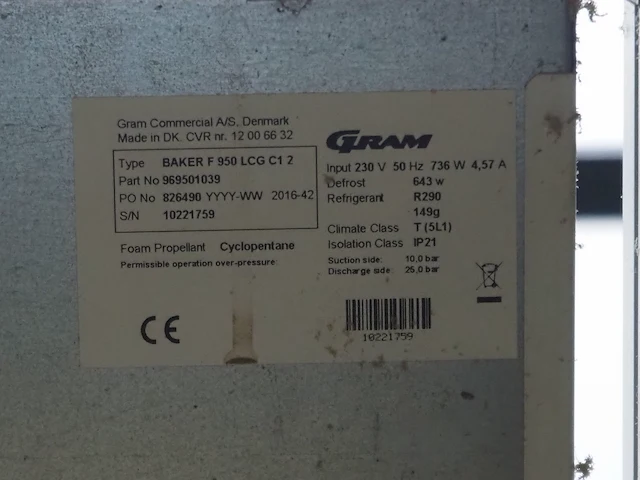 Gram Commercial A/S, Denmark
Made in DK. CVR nr. 12 00 66 32
Type BAKER F 950 LCG C1 2
Part No 969501039
PO No 826490 YYYY-WW 2016-42
S/N 10221759
Foam Propellant Cyclopentane
Permissible operation over-pressure:
CE
GRAM
Input 230 V 50 Hz 736 W 4,57 A
Defrost 643 w
Refrigerant R290
149g
Climate Class T (5L1)
Isolation Class IP21
Suction side: 10,0 bar
Discharge side: 25,0 bar
10221759